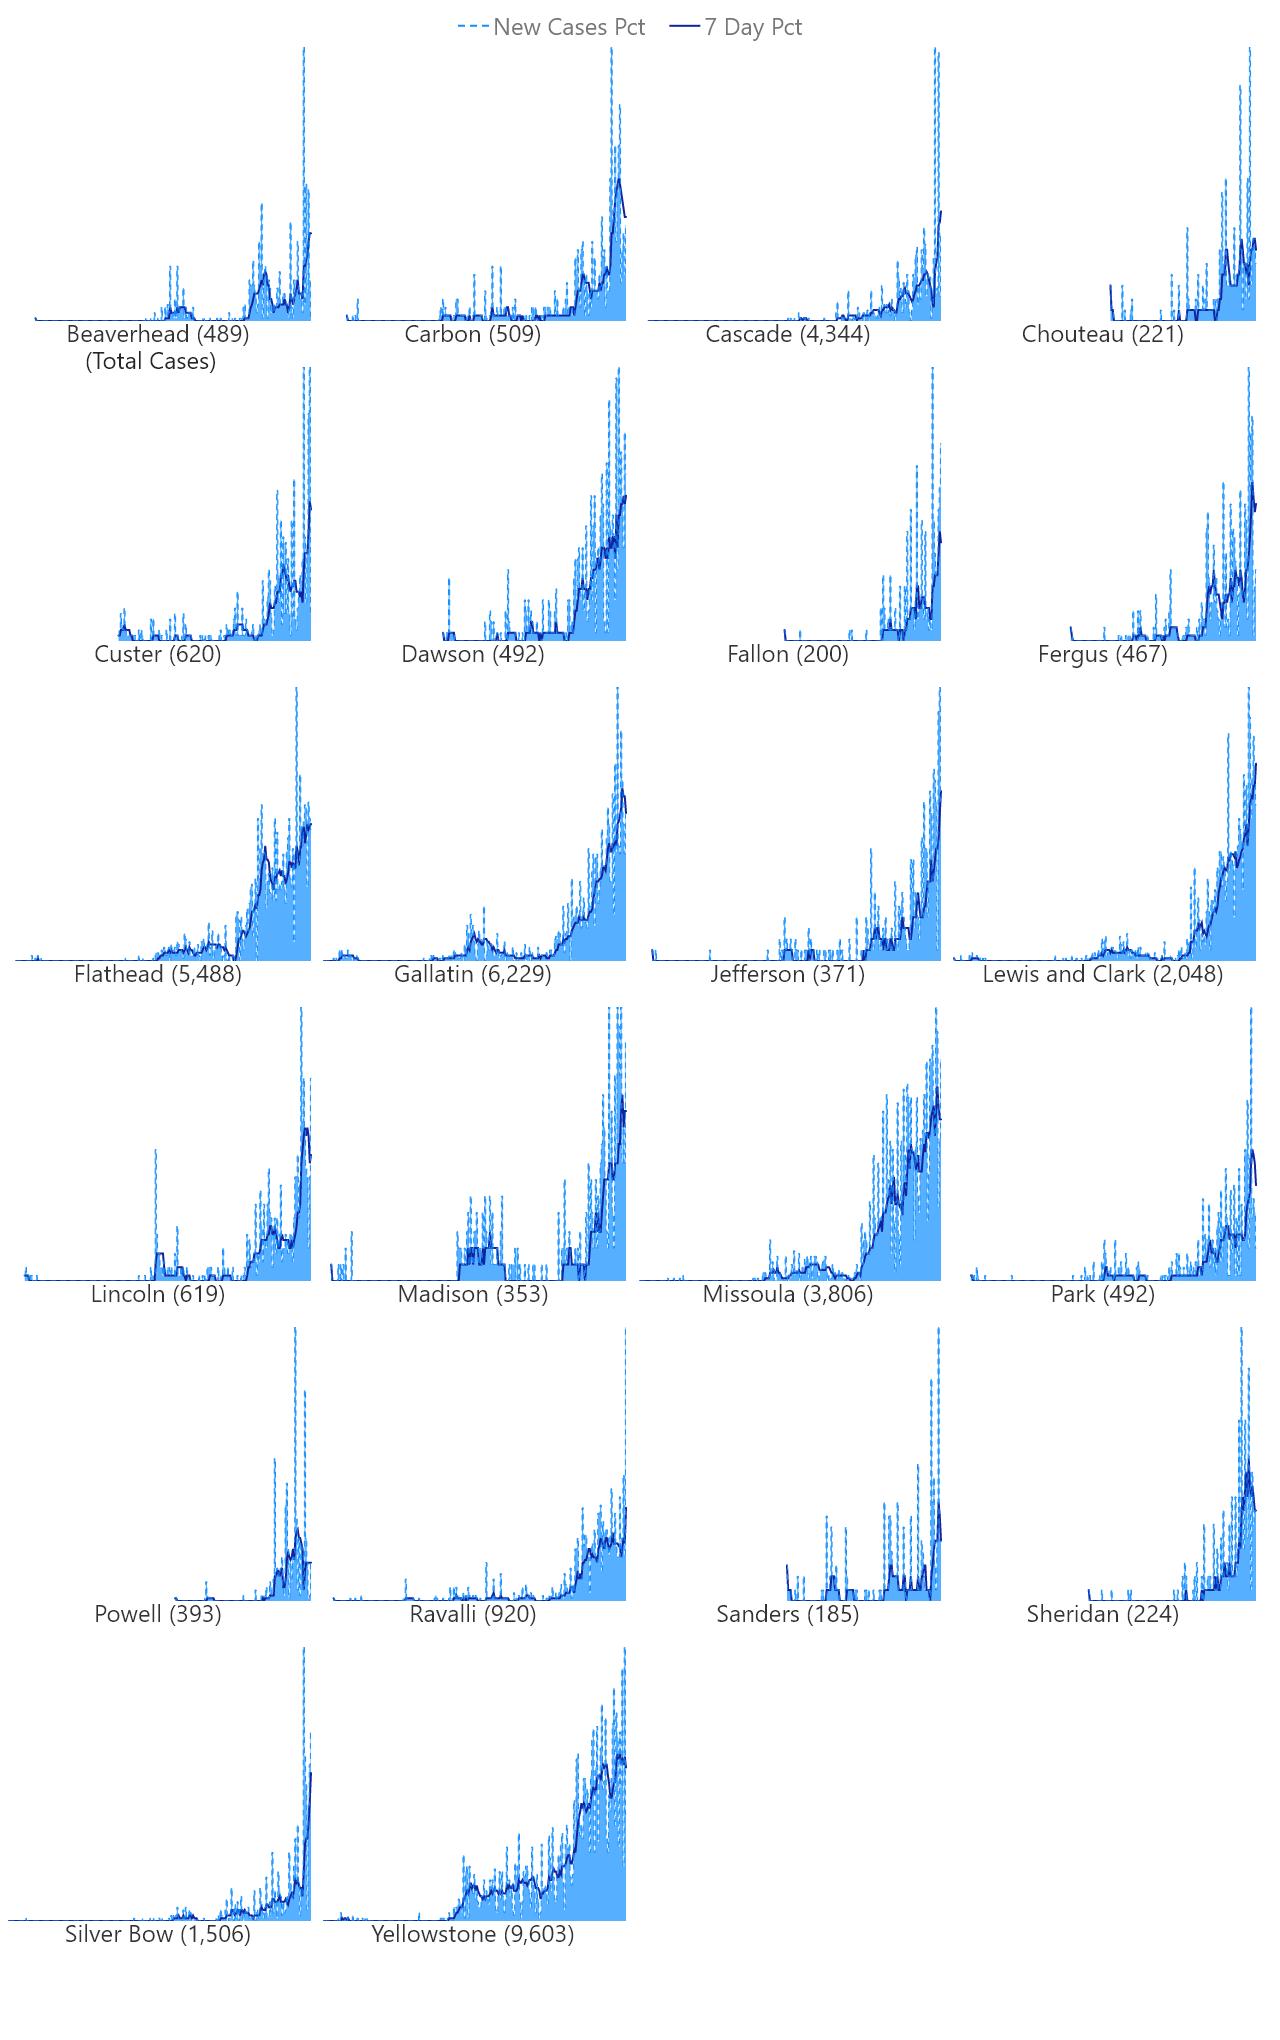 New Cases Pct 7 Day Pct
Beaverhead (489) Carbon (509) Cascade (4,344) Chouteau (221)
(Total Cases)
Custer (620) Dawson (492) Fallon (200) Fergus (467)
Flathead (5,488) Gallatin (6,229) Jefferson (371) Lewis and Clark (2,048)
Lincoln (619) Madison (353) Missoula (3,806) Park (492)
Powell (393) Ravalli (920) Sanders (185) Sheridan (224)
Silver Bow (1,506) Yellowstone (9,603)